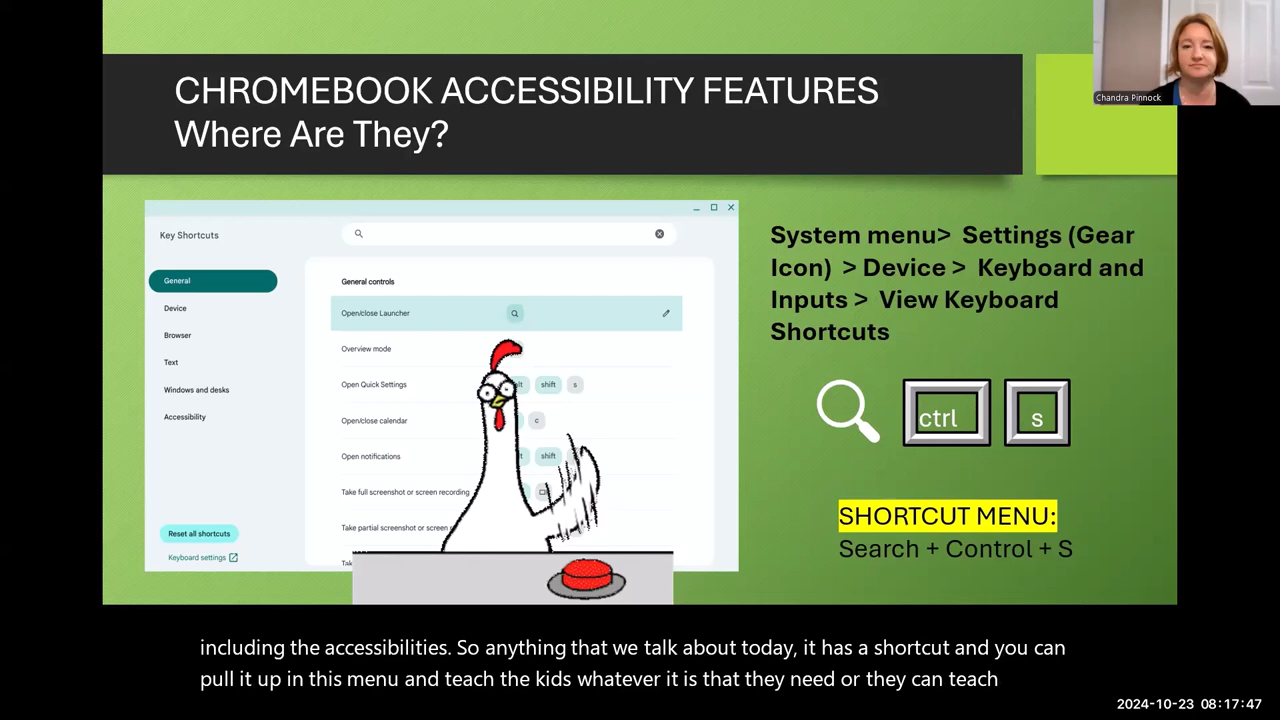 CHROMEBOOK ACCESSIBILITY FEATURES
Where Are They?
Chandra Pinnock
Key Shortcuts
General
Device
Browser
Text
Windows and desks
Accessibility
Reset all shortcuts
Keyboard settings
General controls
Open/close Launcher
Overview mode
Open Quick Settings shift s
Open/close calendar c
Open notifications shift
Take full screenshot or screen recording
Take partial screenshot or screen
System menu> Settings (Gear
Icon) > Device > Keyboard and
Inputs > View Keyboard
Shortcuts
ctrl s
SHORTCUT MENU:
Search + Control + S
including the accessibilities. So anything that we talk about today, it has a shortcut and you can
pull it up in this menu and teach the kids whatever it is that they need or they can teach
2024-10-23 08:17:47